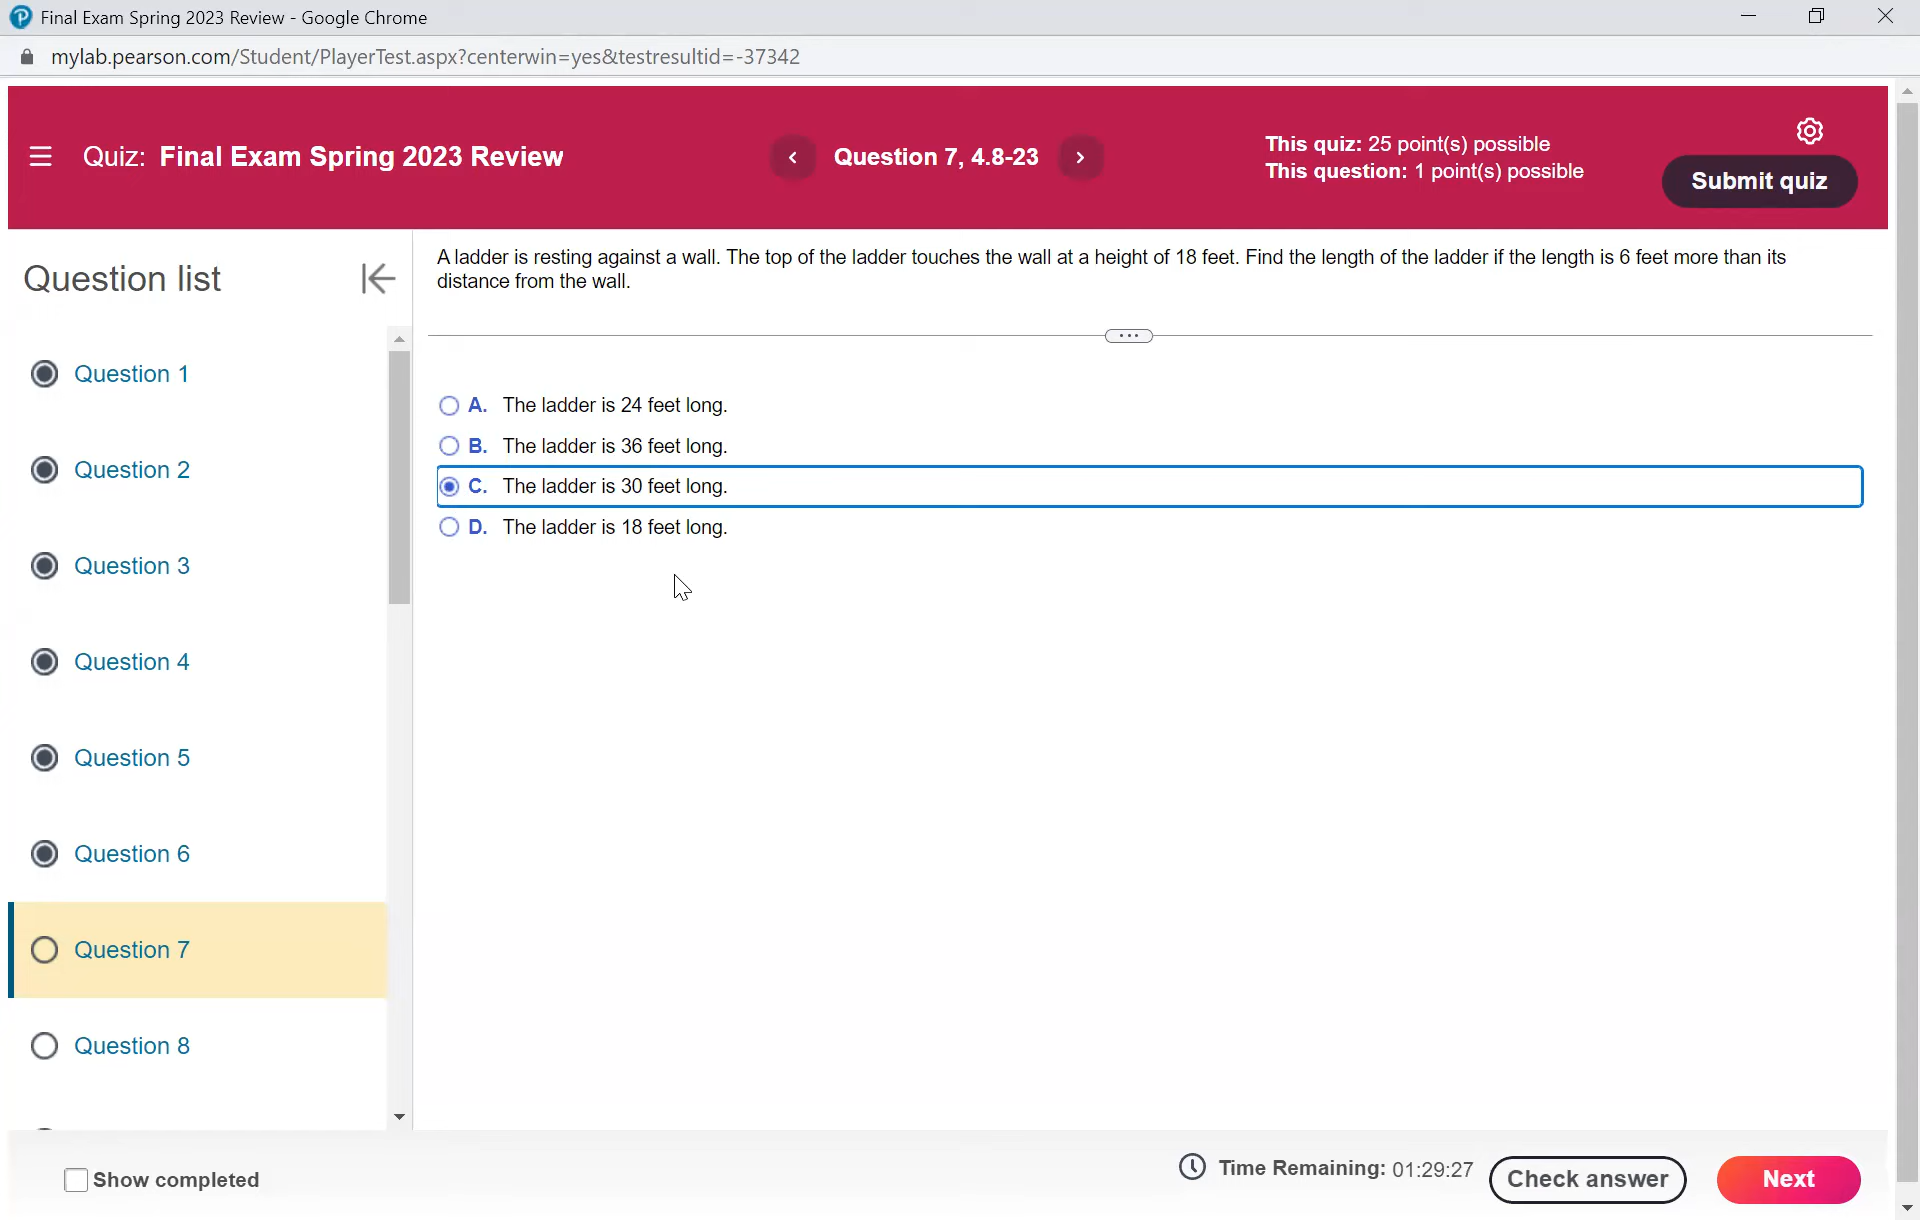 Final Exam Spring 2023 Review - Google Chrome
mylab.pearson.com/Student/PlayerTest.aspx?centerwin=yes&testresultid=-37342
Quiz: Final Exam Spring 2023 Review
Question 7, 4.8-23
This quiz: 25 point(s) possible
This question: 1 point(s) possible
Submit quiz
Question list
Question 1
Question 2
Question 3
Question 4
Question 5
Question 6
Question 7
Question 8
A ladder is resting against a wall. The top of the ladder touches the wall at a height of 18 feet. Find the length of the ladder if the length is 6 feet more than its
distance from the wall.
A. The ladder is 24 feet long.
B. The ladder is 36 feet long.
C. The ladder is 30 feet long.
D. The ladder is 18 feet long.
Show completed
Time Remaining: 01:29:27
Check answer
Next